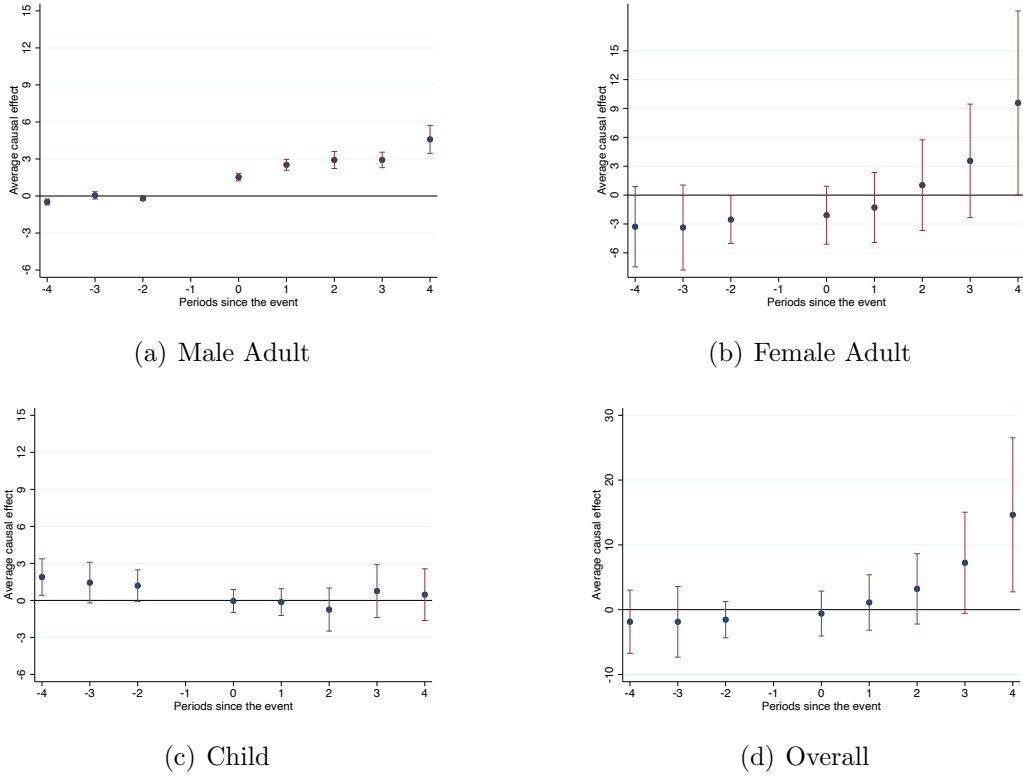 15
12
9
6
3
0
-3
-6
Average causal effect
-4 -3 -2 -1 0 1 2 3 4
Periods since the event
(a) Male Adult
15
12
9
6
3
0
-3
-6
Average causal effect
-4 -3 -2 -1 0 1 2 3 4
Periods since the event
(b) Female Adult
15
12
9
6
3
0
-3
-6
Average causal effect
-4 -3 -2 -1 0 1 2 3 4
Periods since the event
(c) Child
30
20
10
0
-10
Average causal effect
-4 -3 -2 -1 0 1 2 3 4
Periods since the event
(d) Overall